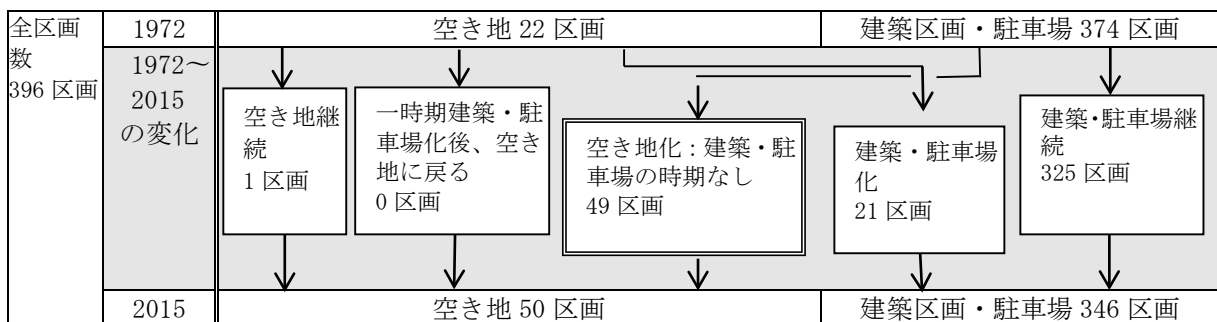 全区画
数
396 区画
1972
空き地 22 区画
建築区画・駐車場 374 区画
1972~
2015
の変化
空き地継
続
1 区画
一時期建築・駐
車場化後、空き
地に戻る
0 区画
空き地化：建築・駐
車場の時期なし
49 区画
建築・駐車場
化
21 区画
建築・駐車場継
続
325 区画
2015
空き地 50 区画
建築区画・駐車場 346 区画